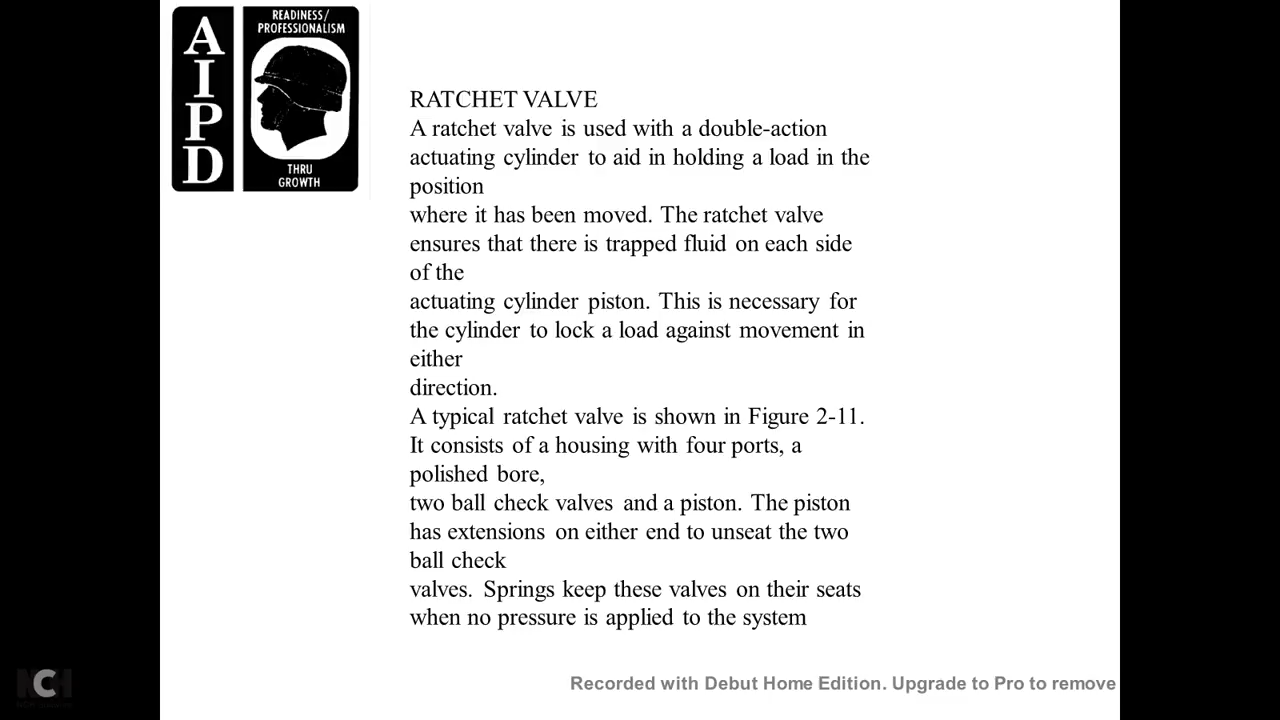 AIPD
READINESS/
PROFESSIONALISM
THRU
GROWTH
RATCHET VALVE
A ratchet valve is used with a double-action
actuating cylinder to aid in holding a load in the
position
where it has been moved. The ratchet valve
ensures that there is trapped fluid on each side
of the
actuating cylinder piston. This is necessary for
the cylinder to lock a load against movement in
either
direction.
A typical ratchet valve is shown in Figure 2-11.
It consists of a housing with four ports, a
polished bore,
two ball check valves and a piston. The piston
has extensions on either end to unseat the two
ball check
valves. Springs keep these valves on their seats
when no pressure is applied to the system
NCH
Recorded with Debut Home Edition. Upgrade to Pro to remove